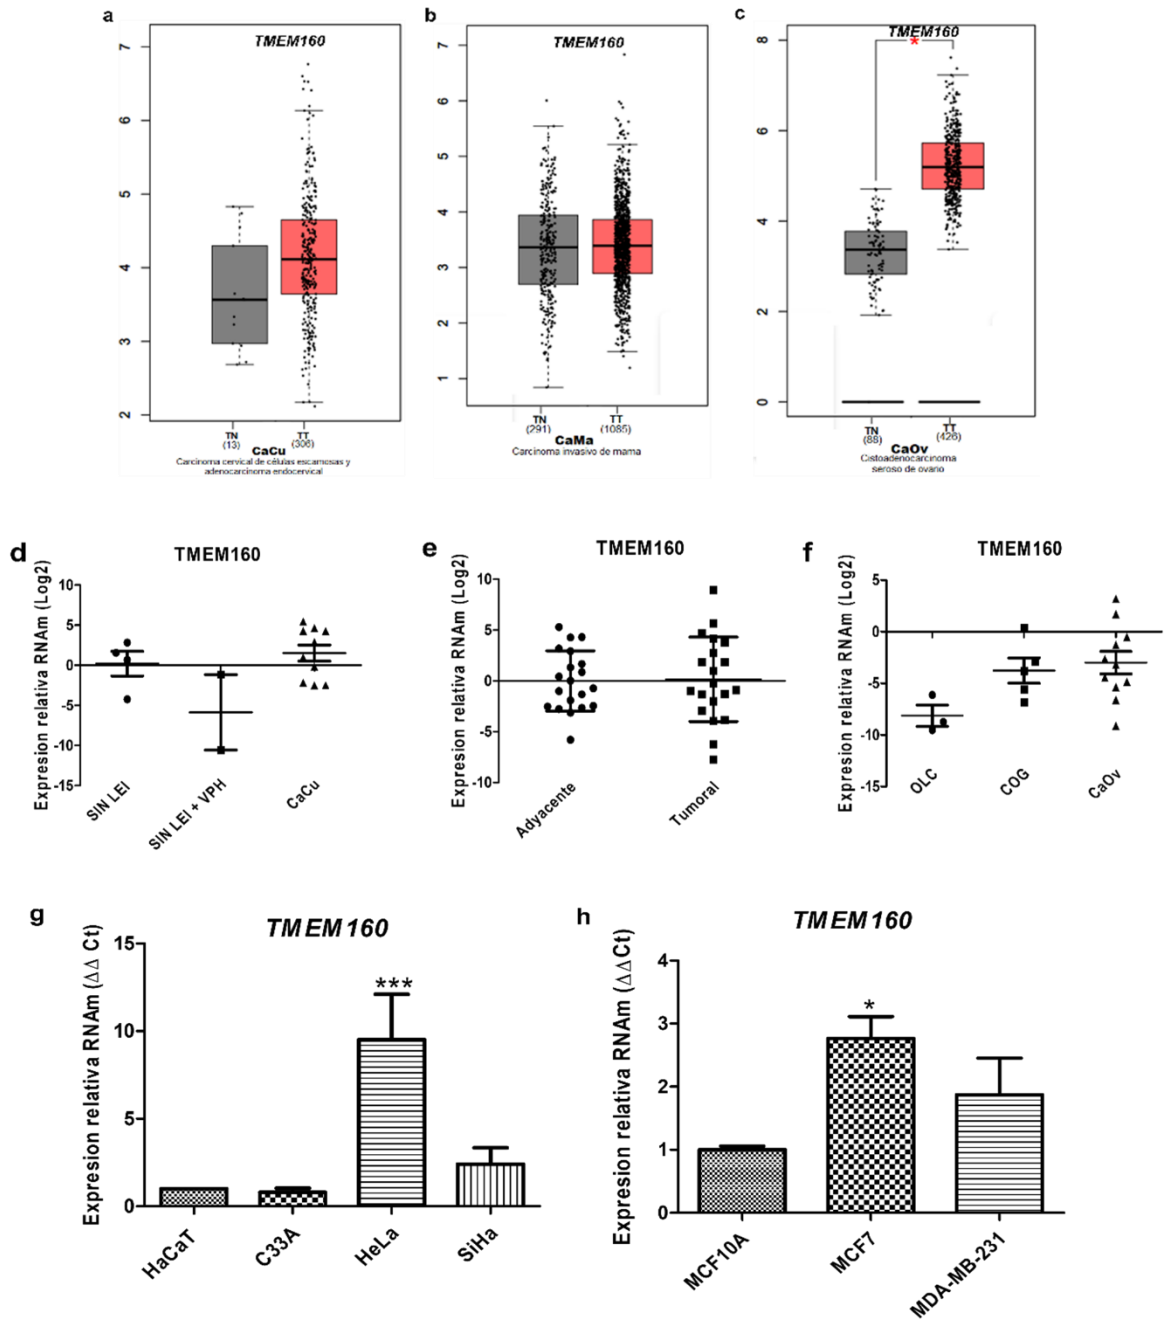 a
TMEM160
7
6
5
4
3
2
TN
(13)
TT
(306)
CaCu
Carcinoma cervical de células escamosas y
adenocarcinoma endocervical
b
TMEM160
7
6
5
4
3
2
1
TN
(291)
TT
(1085)
CaMa
Carcinoma invasivo de mama
c
TMEM160
*
8
6
4
2
0
TN
(88)
TT
(426)
CaOv
Cistoadenocarcinoma
seroso de ovario
d
TMEM160
Expresion relativa RNAm (Log2)
10
5
0
-5
-10
-15
SIN LEI
SIN LEI + VPH
CaCu
e
TMEM160
Expresion relativa RNAm (Log2)
10
5
0
-5
-10
Adyacente
Tumoral
f
TMEM160
Expresion relativa RNAm (Log2)
5
0
-5
-10
-15
OLC
COG
CaOv
g
TMEM160
Expresion relativa RNAm (ΔΔ Ct)
15
10
5
0
***
HaCaT
C33A
HeLa
SiHa
h
TMEM160
Expresion relativa RNAm (ΔΔCt)
4
3
2
1
0
*
MCF10A
MCF7
MDA-MB-231